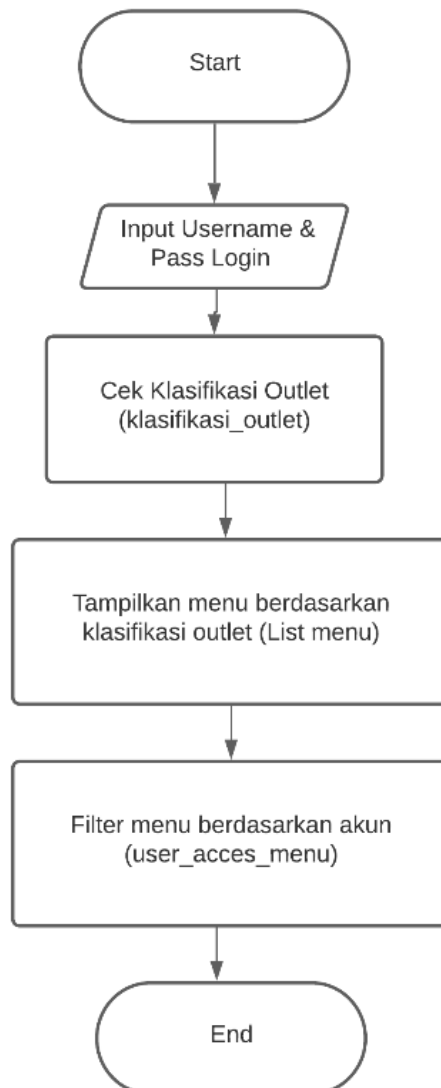 Start
Input Username &
Pass Login
Cek Klasifikasi Outlet
(klasifikasi_outlet)
Tampilkan menu berdasarkan
klasifikasi outlet (List menu)
Filter menu berdasarkan akun
(user_acces_menu)
End